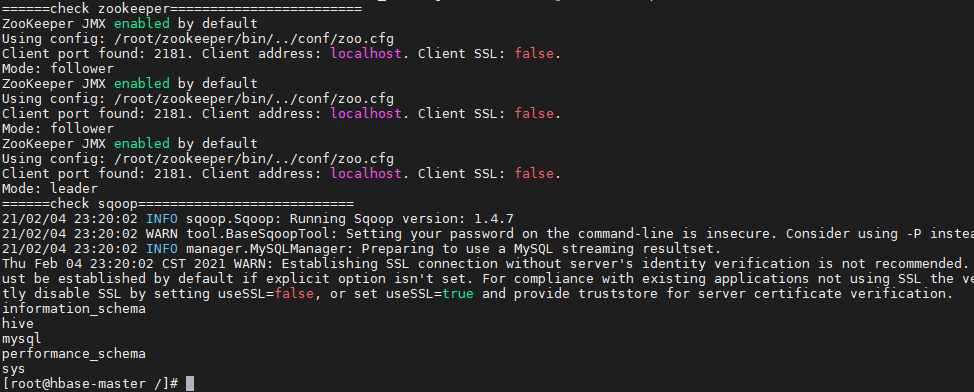 ======check zookeeper========================
ZooKeeper JMX enabled by default
Using config: /root/zookeeper/bin/../conf/zoo.cfg
Client port found: 2181. Client address: localhost. Client SSL: false.
Mode: follower
ZooKeeper JMX enabled by default
Using config: /root/zookeeper/bin/../conf/zoo.cfg
Client port found: 2181. Client address: localhost. Client SSL: false.
Mode: follower
ZooKeeper JMX enabled by default
Using config: /root/zookeeper/bin/../conf/zoo.cfg
Client port found: 2181. Client address: localhost. Client SSL: false.
Mode: leader
======check sqoop===========================
21/02/04 23:20:02 INFO sqoop.Sqoop: Running Sqoop version: 1.4.7
21/02/04 23:20:02 WARN tool.BaseSqoopTool: Setting your password on the command-line is insecure. Consider using -P instea
21/02/04 23:20:02 INFO manager.MySQLManager: Preparing to use a MySQL streaming resultset.
Thu Feb 04 23:20:02 CST 2021 WARN: Establishing SSL connection without server's identity verification is not recommended.
ust be established by default if explicit option isn't set. For compliance with existing applications not using SSL the ve
tly disable SSL by setting useSSL=false, or set useSSL=true and provide truststore for server certificate verification.
information_schema
hive
mysql
performance_schema
sys
[root@hbase-master /]#